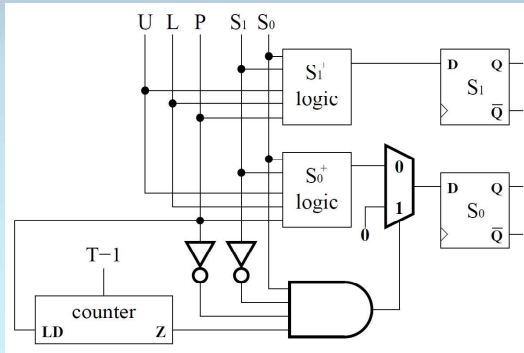 U L P S₁ S₀
S₁⁺
logic
D Q
S₁
Q̅
S₀⁺
logic
0
1
0
D Q
S₀
Q̅
T−1
counter
LD Z